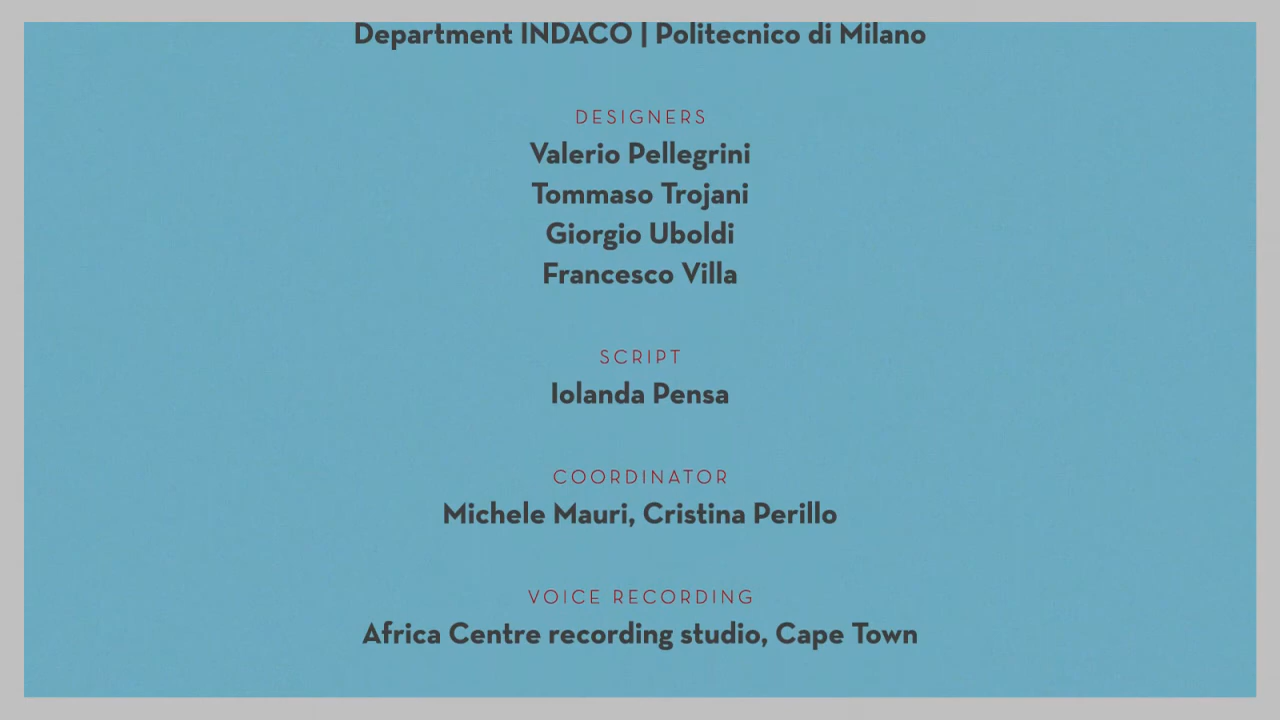 Department INDACO | Politecnico di Milano
DESIGNERS
Valerio Pellegrini
Tommaso Trojani
Giorgio Uboldi
Francesco Villa
SCRIPT
Iolanda Pensa
COORDINATOR
Michele Mauri, Cristina Perillo
VOICE RECORDING
Africa Centre recording studio, Cape Town